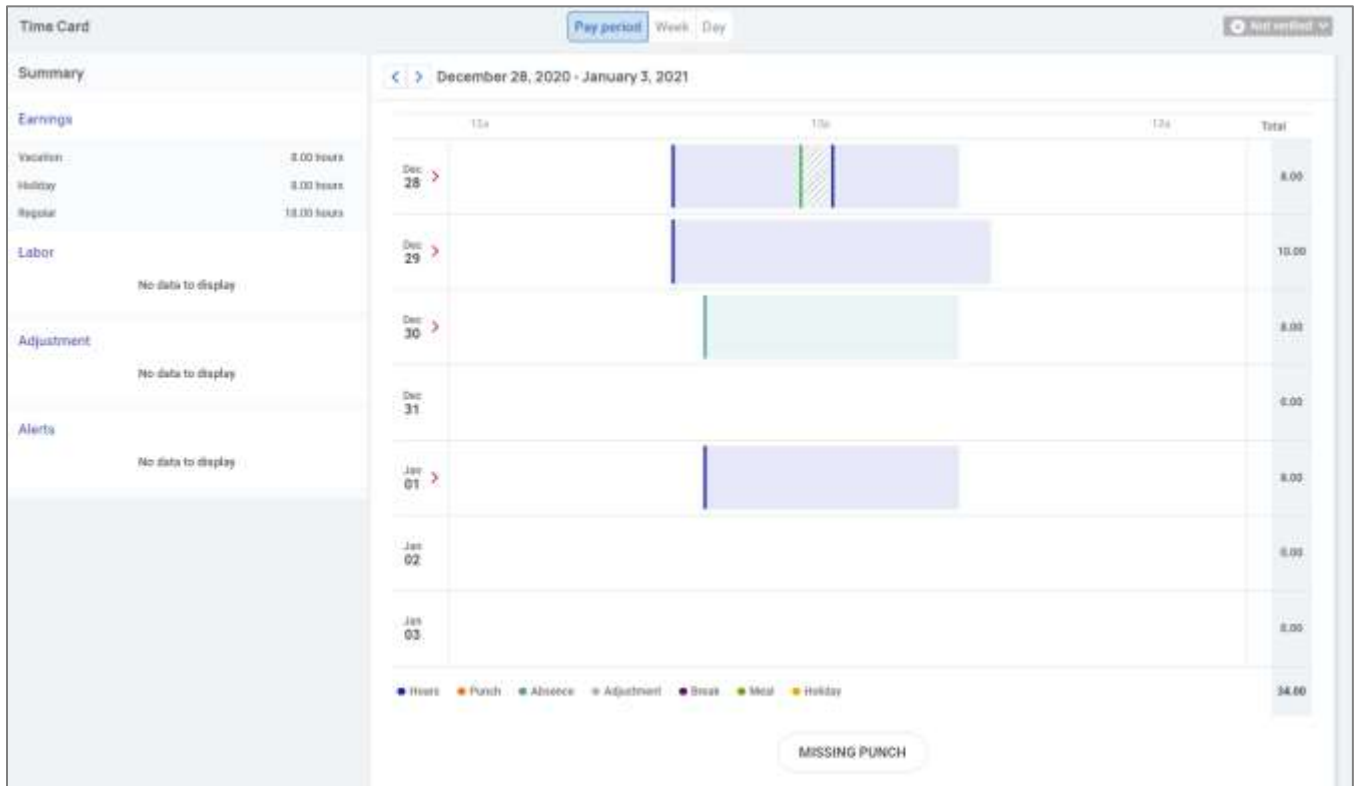 Time Card
Pay period Week Day
Not verified
Summary
December 28, 2020 - January 3, 2021
Earnings
Vacation 8.00 hours
Holiday 8.00 hours
Regular 18.00 hours
Labor
No data to display
Adjustment
No data to display
Alerts
No data to display
12a 12p 12a Total
Dec 28 8.00
Dec 29 10.00
Dec 30 8.00
Dec 31 0.00
Jan 01 8.00
Jan 02 0.00
Jan 03 0.00
Hours Punch Absence Adjustment Break Meal Holiday 34.00
MISSING PUNCH